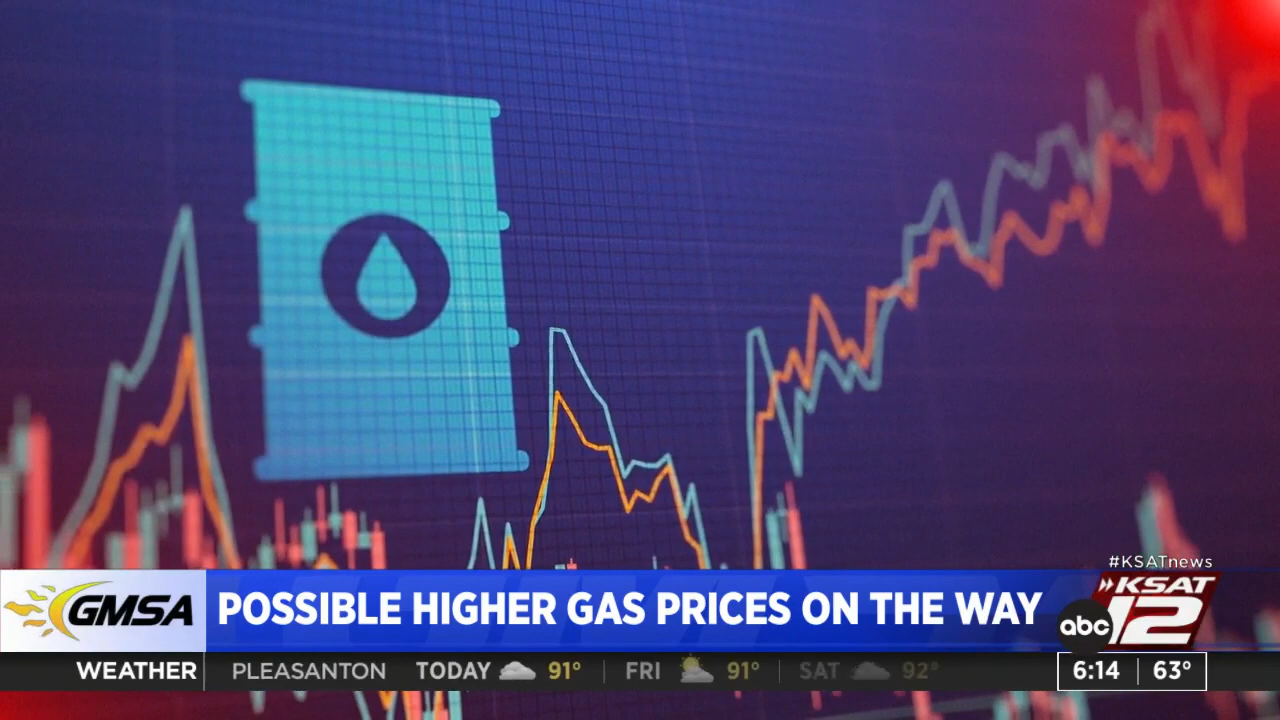 #KSATnews
GMSA
POSSIBLE HIGHER GAS PRICES ON THE WAY
KSAT
abc 12
WEATHER PLEASANTON TODAY 91° FRI 91° SAT 92°
6:14 63°